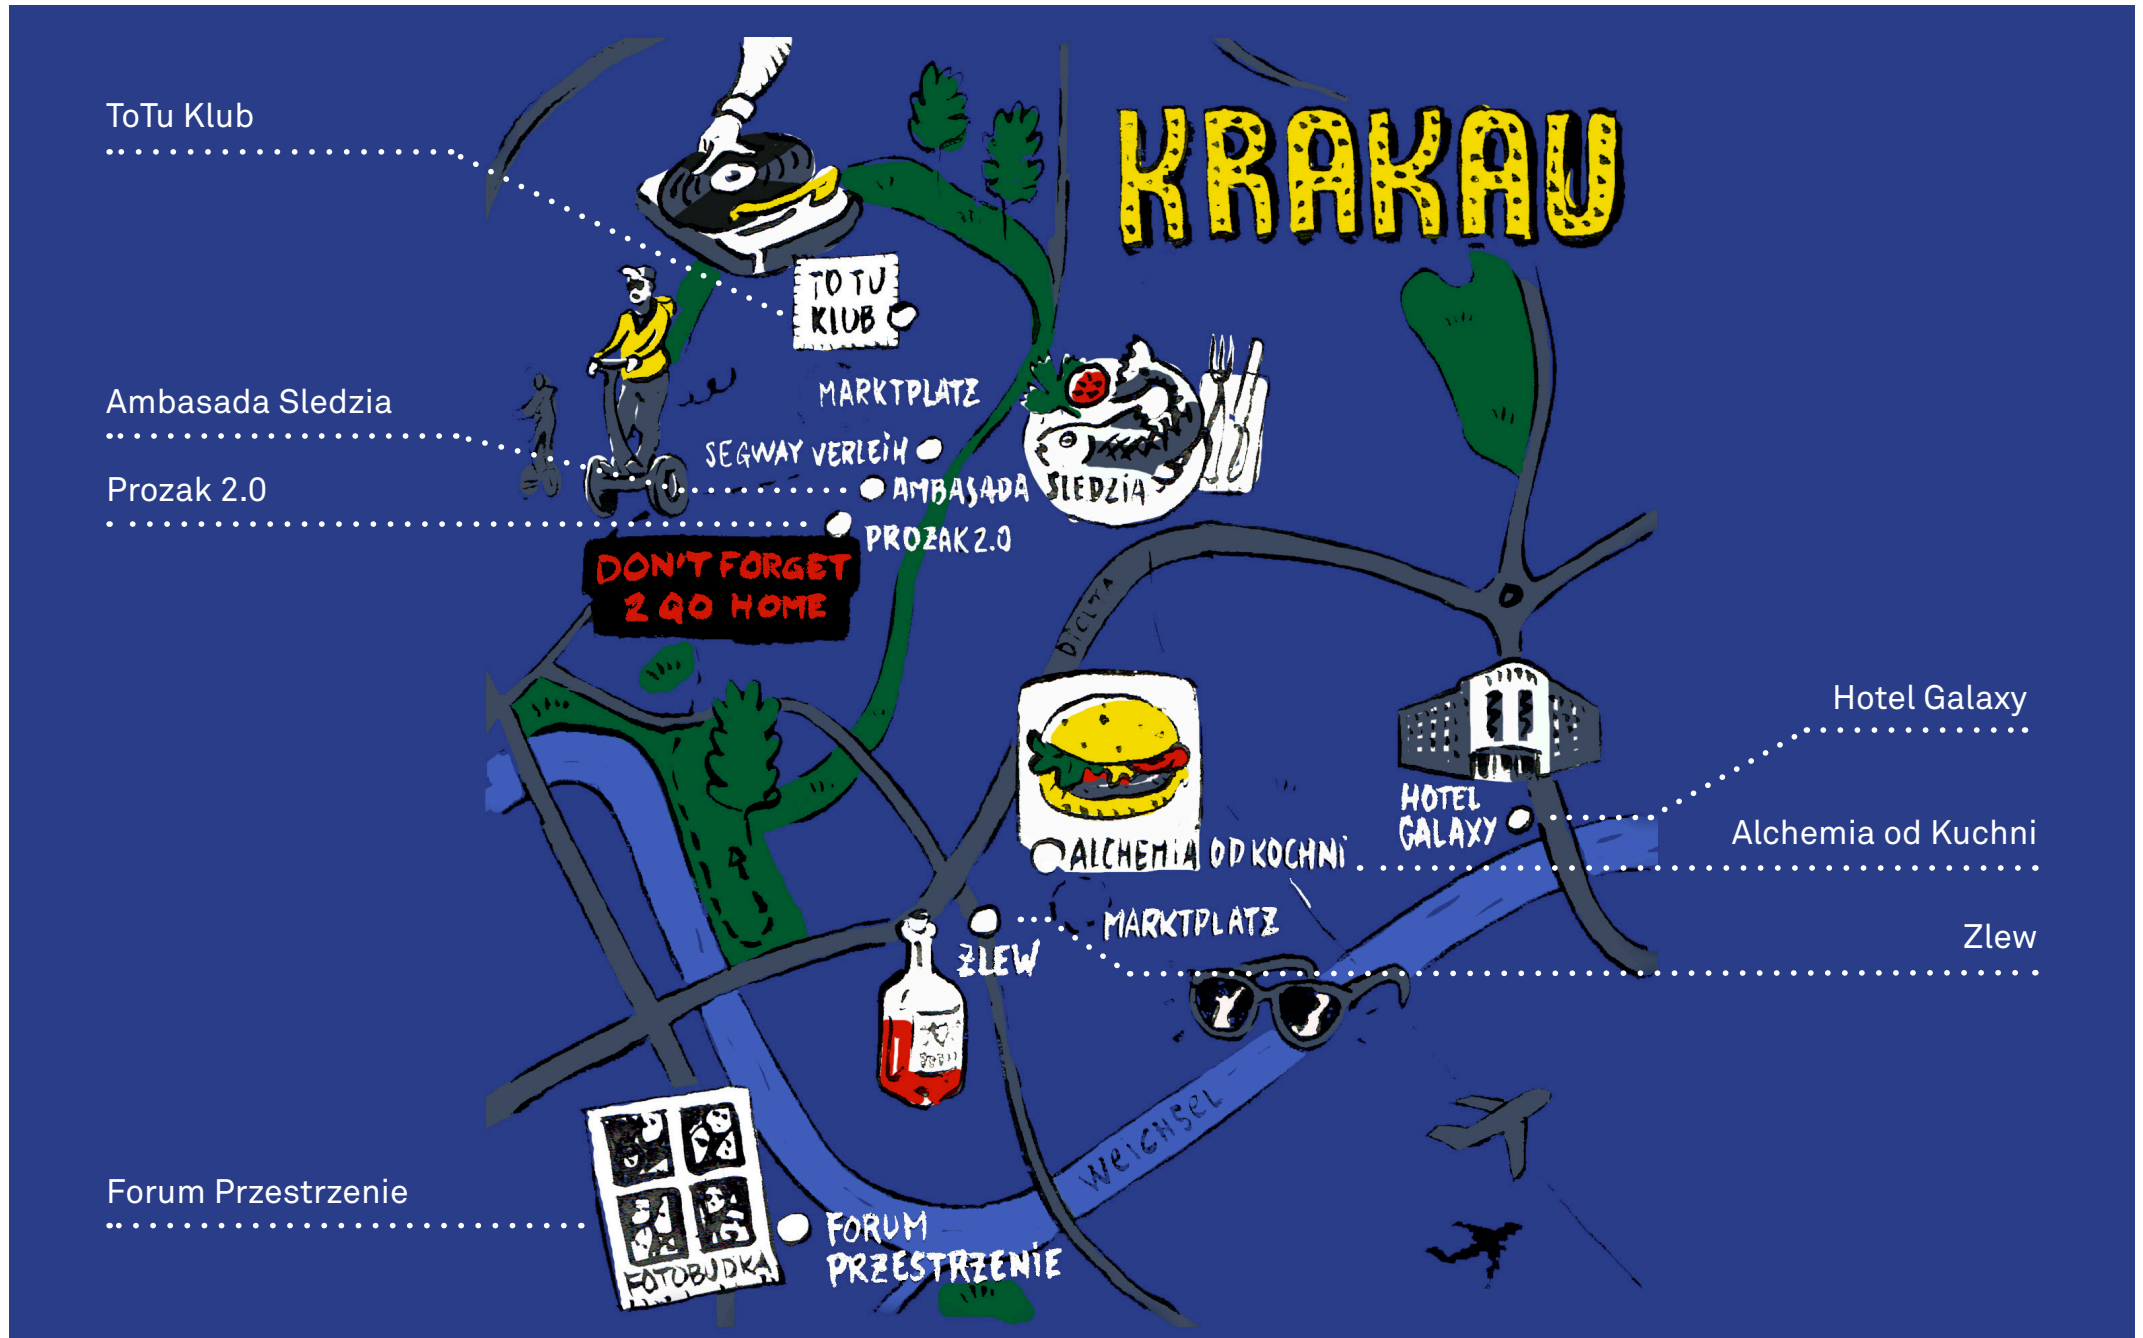 KRAKAU
ToTu Klub
TO TU
KLUB
Ambasada Sledzia
MARKTPLATZ
SEGWAY VERLEiH
Prozak 2.0
AMBASADA SLEDZiA
PROZAK 2.0
DON'T FORGET
2 GO HOME
DiETLA
Hotel Galaxy
HOTEL
GALAXY
Alchemia od Kuchni
ALCHEMiA OD KOCHNi
MARKTPLATZ
Zlew
ZLEW
WEiCHSEL
Forum Przestrzenie
FORUM
PRZESTRZENiE
FOTOBUDKA